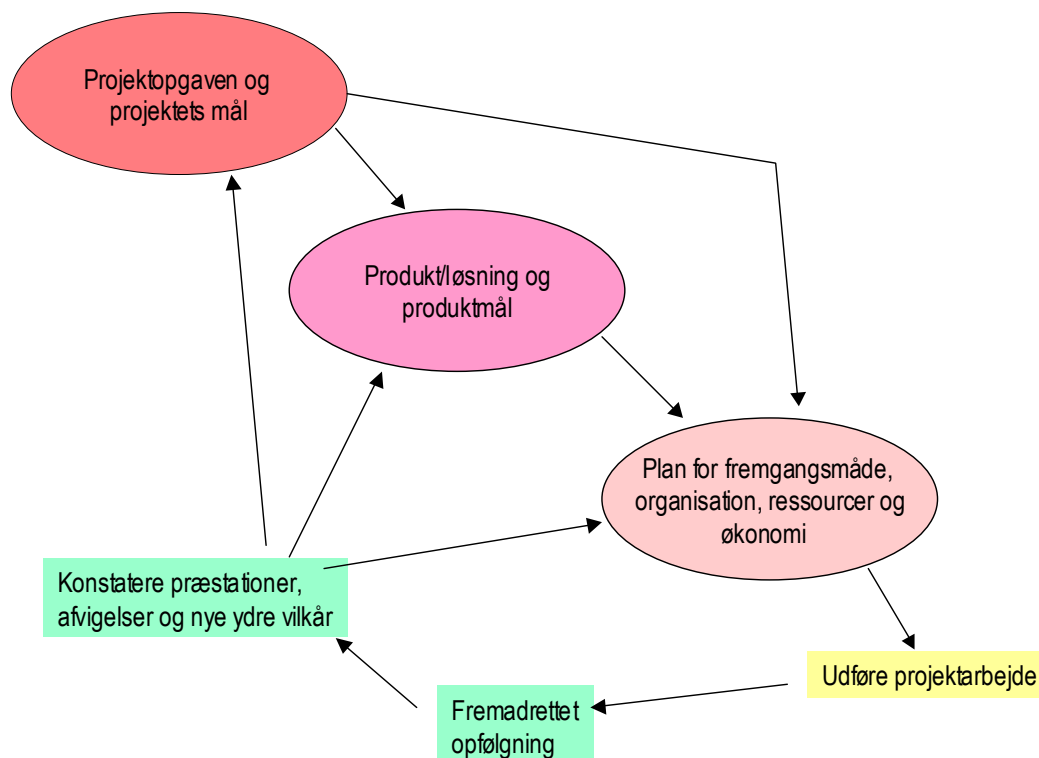 Projektopgaven og
projektets mål
Produkt/løsning og
produktmål
Plan for fremgangsmåde,
organisation, ressourcer og
økonomi
Konstatere præstationer,
afvigelser og nye ydre vilkår
Udføre projektarbejde
Fremadrettet
opfølgning